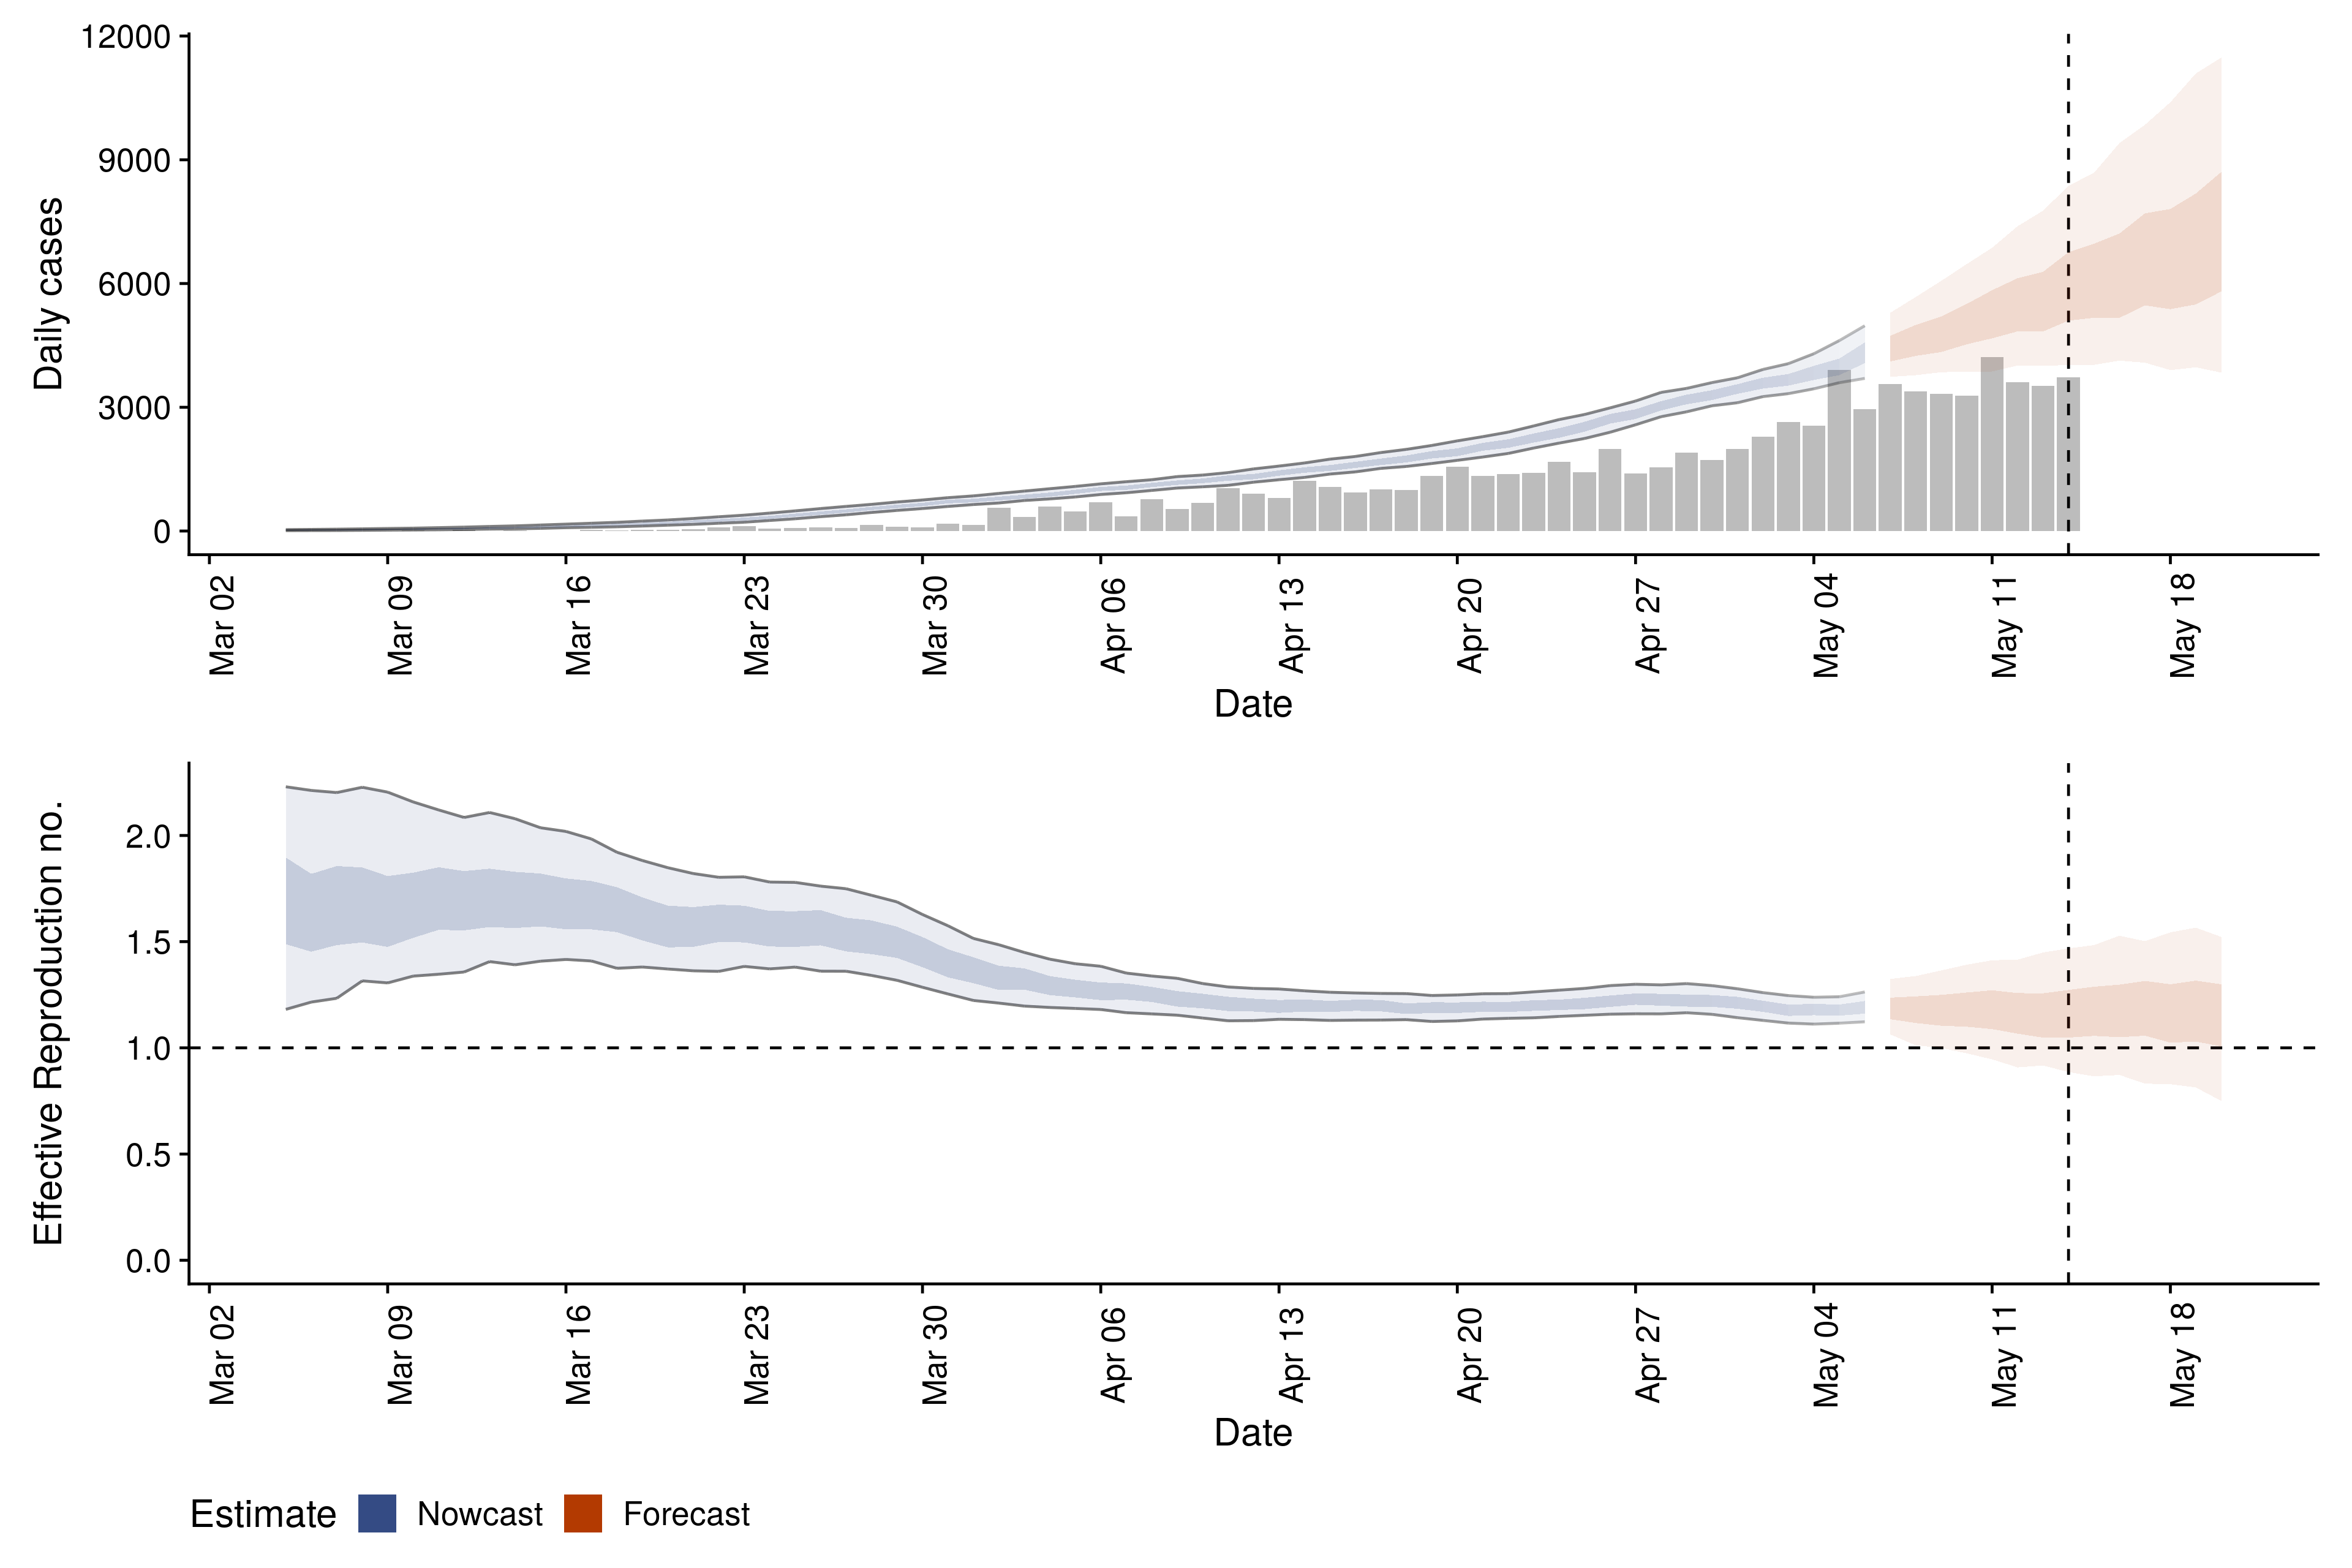 12000
9000
6000
3000
0
Daily cases
Mar 02
Mar 09
Mar 16
Mar 23
Mar 30
Apr 06
Apr 13
Apr 20
Apr 27
May 04
May 11
May 18
Date
2.0
1.5
1.0
0.5
0.0
Effective Reproduction no.
Mar 02
Mar 09
Mar 16
Mar 23
Mar 30
Apr 06
Apr 13
Apr 20
Apr 27
May 04
May 11
May 18
Date
Estimate Nowcast Forecast